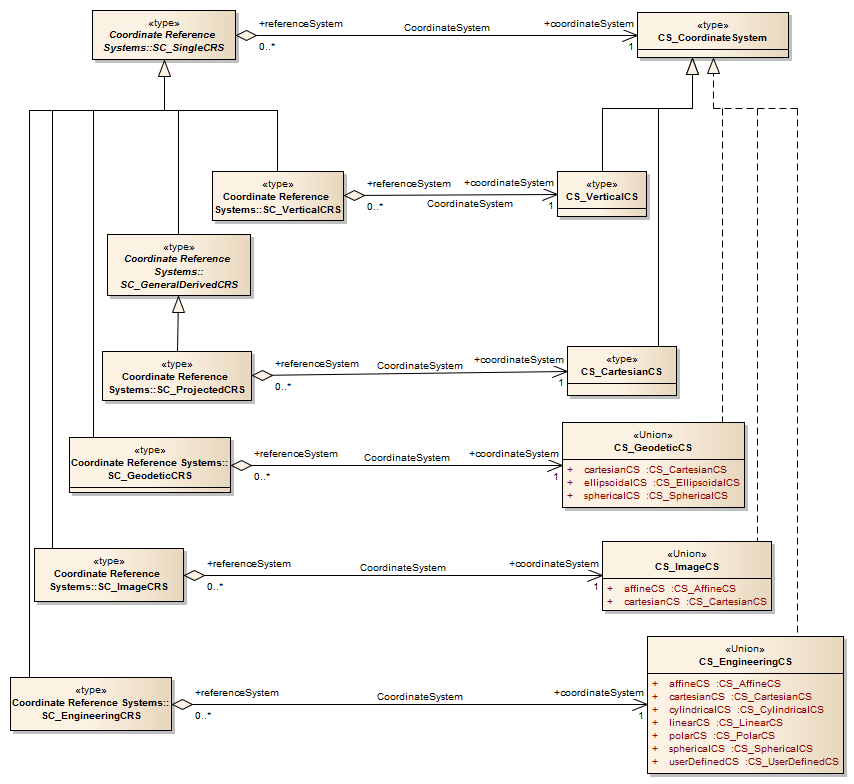 «type»
Coordinate Reference
Systems::SC_SingleCRS
+referenceSystem
0..*
CoordinateSystem
+coordinateSystem
1
«type»
CS_CoordinateSystem
«type»
Coordinate Reference
Systems::SC_VerticalCRS
+referenceSystem
0..*
CoordinateSystem
+coordinateSystem
1
«type»
CS_VerticalCS
«type»
Coordinate Reference
Systems::
SC_GeneralDerivedCRS
«type»
Coordinate Reference
Systems::SC_ProjectedCRS
+referenceSystem
0..*
CoordinateSystem
+coordinateSystem
1
«type»
CS_CartesianCS
«type»
Coordinate Reference Systems::
SC_GeodeticCRS
+referenceSystem
0..*
CoordinateSystem
+coordinateSystem
1
«Union»
CS_GeodeticCS
+ cartesianCS :CS_CartesianCS
+ ellipsoidalCS :CS_EllipsoidalCS
+ sphericalCS :CS_SphericalCS
«type»
Coordinate Reference
Systems::SC_ImageCRS
+referenceSystem
0..*
CoordinateSystem
+coordinateSystem
1
«Union»
CS_ImageCS
+ affineCS :CS_AffineCS
+ cartesianCS :CS_CartesianCS
«type»
Coordinate Reference Systems::
SC_EngineeringCRS
+referenceSystem
0..*
CoordinateSystem
+coordinateSystem
1
«Union»
CS_EngineeringCS
+ affineCS :CS_AffineCS
+ cartesianCS :CS_CartesianCS
+ cylindricalCS :CS_CylindricalCS
+ linearCS :CS_LinearCS
+ polarCS :CS_PolarCS
+ sphericalCS :CS_SphericalCS
+ userDefinedCS :CS_UserDefinedCS